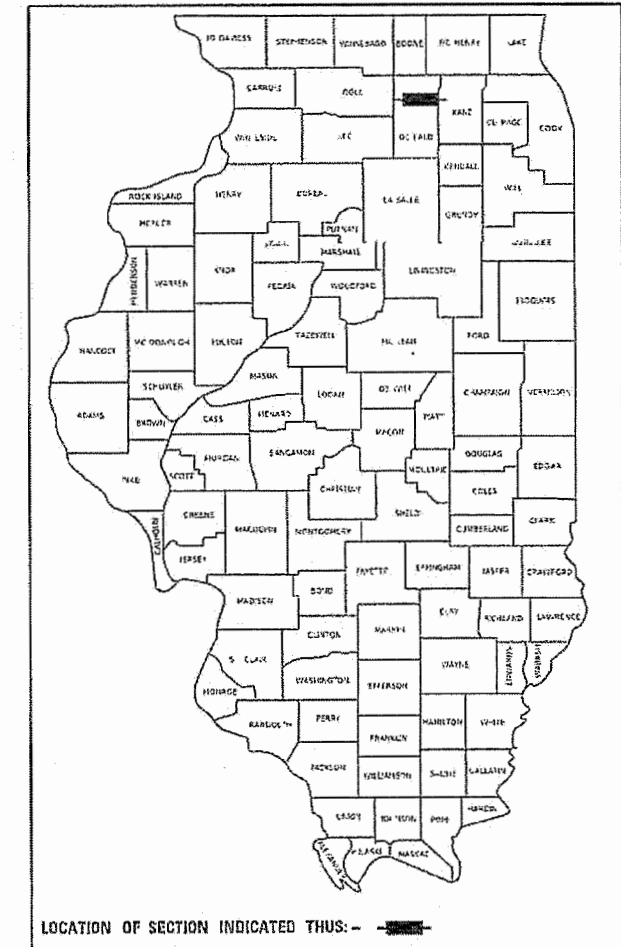 JO DAVIESS STEPHENSON WINNEBAGO BOONE MC HENRY LAKE
CARROLL OGLE
KANE DU PAGE COOK
WHITESIDE LEE DE KALB
KENDALL WILL
ROCK ISLAND HENRY BUREAU LA SALLE GRUNDY
MERCER PUTNAM
STARK MARSHALL KANKAKEE
HENDERSON WARREN KNOX PEORIA WOODFORD LIVINGSTON IROQUOIS
HANCOCK MC DONOUGH FULTON TAZEWELL MC LEAN FORD
MASON
SCHUYLER LOGAN DE WITT CHAMPAIGN VERMILION
ADAMS BROWN CASS MENARD MACON PIATT
PIKE SCOTT MORGAN SANGAMON MOULTRIE DOUGLAS EDGAR
CHRISTIAN COLES
GREENE MACOUPIN MONTGOMERY SHELBY CUMBERLAND CLARK
CALHOUN JERSEY
FAYETTE EFFINGHAM JASPER CRAWFORD
MADISON BOND
CLAY RICHLAND LAWRENCE
CLINTON MARION
ST CLAIR WAYNE EDWARDS WABASH
MONROE WASHINGTON JEFFERSON
RANDOLPH PERRY HAMILTON WHITE
FRANKLIN
JACKSON WILLIAMSON SALINE GALLATIN
UNION JOHNSON POPE HARDIN
ALEXANDER PULASKI MASSAC
LOCATION OF SECTION INDICATED THUS:-